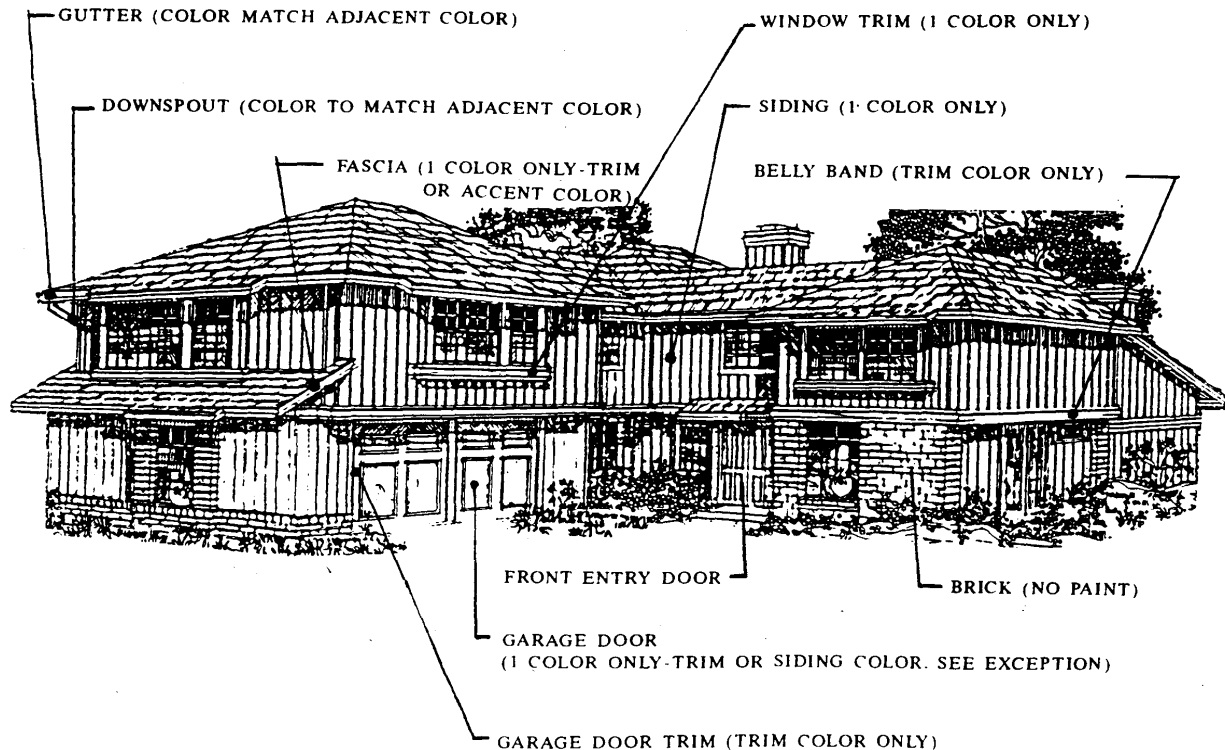 GUTTER (COLOR MATCH ADJACENT COLOR)
WINDOW TRIM (1 COLOR ONLY)
DOWNSPOUT (COLOR TO MATCH ADJACENT COLOR)
SIDING (1 COLOR ONLY)
FASCIA (1 COLOR ONLY-TRIM
OR ACCENT COLOR)
BELLY BAND (TRIM COLOR ONLY)
FRONT ENTRY DOOR
BRICK (NO PAINT)
GARAGE DOOR
(1 COLOR ONLY-TRIM OR SIDING COLOR. SEE EXCEPTION)
GARAGE DOOR TRIM (TRIM COLOR ONLY)